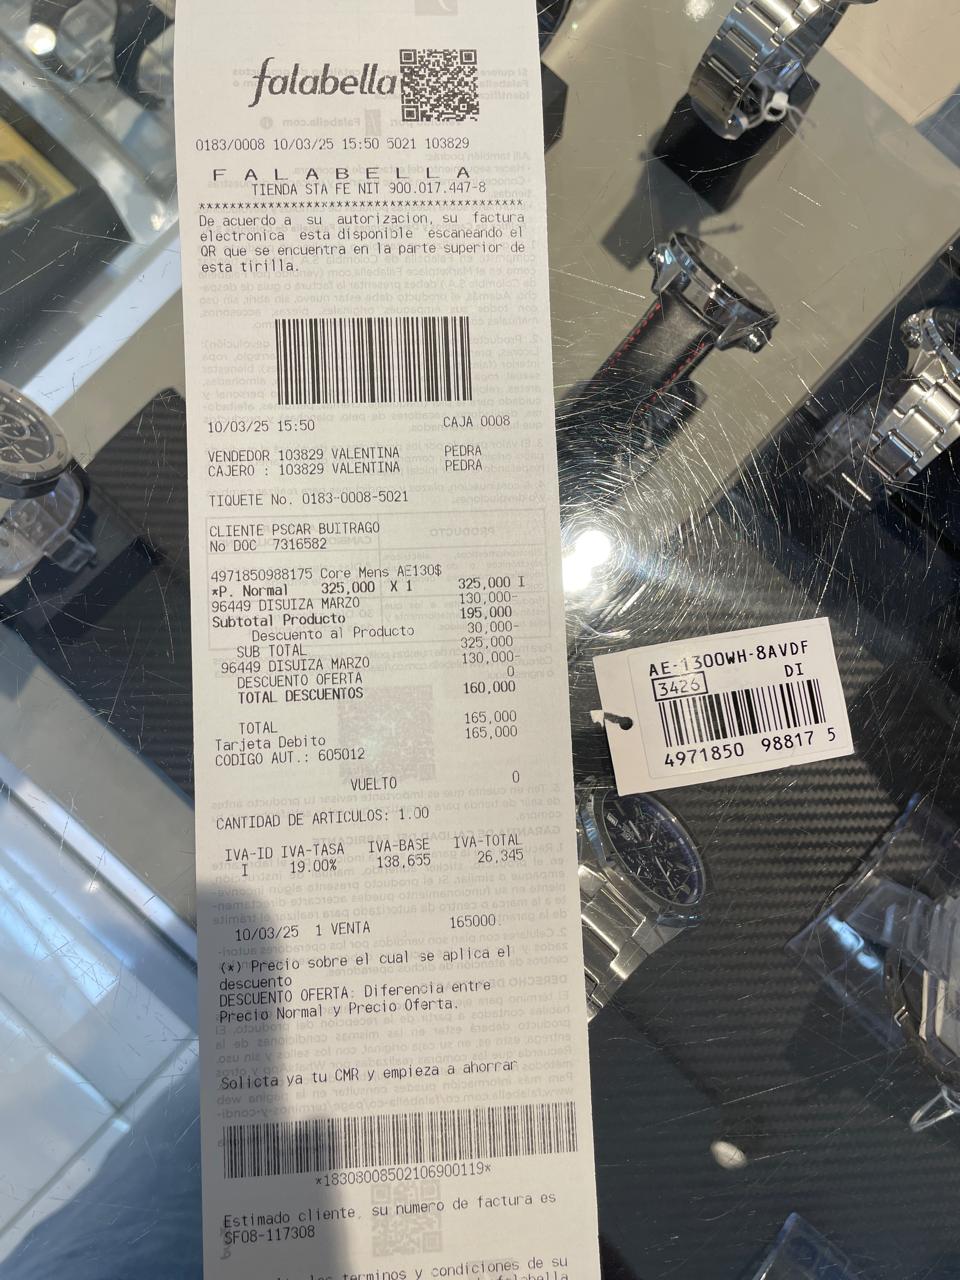 falabella
0183/0008 10/03/25 15:50 5021 103829
F A L A B E L L A
TIENDA STA FE NIT 900.017.447-8
******************************************
De acuerdo a su autorizacion, su factura
electronica esta disponible escaneando el
QR que se encuentra en la parte superior de
esta tirilla.
10/03/25 15:50 CAJA 0008
VENDEDOR 103829 VALENTINA PEDRA
CAJERO : 103829 VALENTINA PEDRA
TIQUETE No. 0183-0008-5021
CLIENTE PSCAR BUITRAGO
No DOC 7316582
4971850988175 Core Mens AE130$
*P. Normal 325,000 X 1 325,000 I
96449 DISUIZA MARZO 130,000-
Subtotal Producto 195,000
Descuento al Producto 30,000-
SUB TOTAL 325,000
96449 DISUIZA MARZO 130,000-
DESCUENTO OFERTA 0
TOTAL DESCUENTOS 160,000
TOTAL 165,000
Tarjeta Debito 165,000
CODIGO AUT.: 605012
VUELTO 0
CANTIDAD DE ARTICULOS: 1.00
IVA-ID IVA-TASA IVA-BASE IVA-TOTAL
I 19.00% 138,655 26,345
10/03/25 1 VENTA 165000
(*) Precio sobre el cual se aplica el
descuento
DESCUENTO OFERTA: Diferencia entre
Precio Normal y Precio Oferta.
Solicta ya tu CMR y empieza a ahorrar
*18308008502106900119*
Estimado cliente, su numero de factura es
SF08-117308
los terminos y condiciones de su
falabella
AE-1300WH-8AVDF
3426 DI
4971850 98817 5